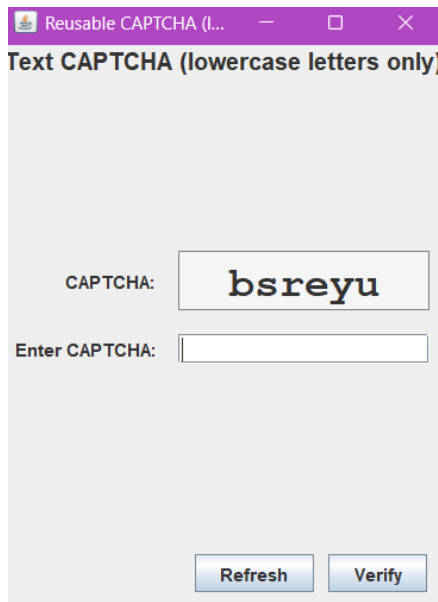 Reusable CAPTCHA (l...
Text CAPTCHA (lowercase letters only)
CAPTCHA: bsreyu
Enter CAPTCHA:
Refresh Verify